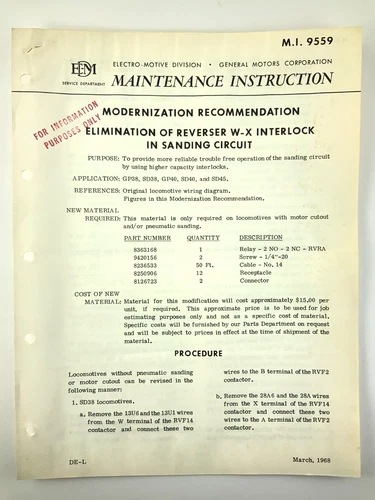 M.I. 9559
EM
SERVICE DEPARTMENT
ELECTRO-MOTIVE DIVISION • GENERAL MOTORS CORPORATION
MAINTENANCE INSTRUCTION
FOR INFORMATION
PURPOSES ONLY
MODERNIZATION RECOMMENDATION
ELIMINATION OF REVERSER W-X INTERLOCK
IN SANDING CIRCUIT
PURPOSE: To provide more reliable trouble free operation of the sanding circuit
by using higher capacity interlocks.
APPLICATION: GP38, SD38, GP40, SD40, and SD45.
REFERENCES: Original locomotive wiring diagram.
Figures in this Modernization Recommendation.
NEW MATERIAL
REQUIRED: This material is only required on locomotives with motor cutout
and/or pneumatic sanding.
PART NUMBER QUANTITY DESCRIPTION
8363168 1 Relay - 2 NO - 2 NC - RVRA
9420156 2 Screw - 1/4"-20
8236533 50 Ft. Cable - No. 14
8250906 12 Receptacle
8126723 2 Connector
COST OF NEW
MATERIAL: Material for this modification will cost approximately $15.00 per
unit, if required. This approximate price is to be used for job
estimating purposes only and not as a specific cost of material.
Specific costs will be furnished by our Parts Department on request
and will be subject to prices in effect at the time of shipment of the
material.
PROCEDURE
Locomotives without pneumatic sanding
or motor cutout can be revised in the
following manner:
1. SD38 locomotives.
a. Remove the 13U6 and the 13U1 wires
from the W terminal of the RVF14
contactor and connect these two
wires to the B terminal of the RVF2
contactor.
b. Remove the 28A6 and the 28A wires
from the X terminal of the RVF14
contactor and connect these two
wires to the A terminal of the RVF2
contactor.
DE-L
March, 1968